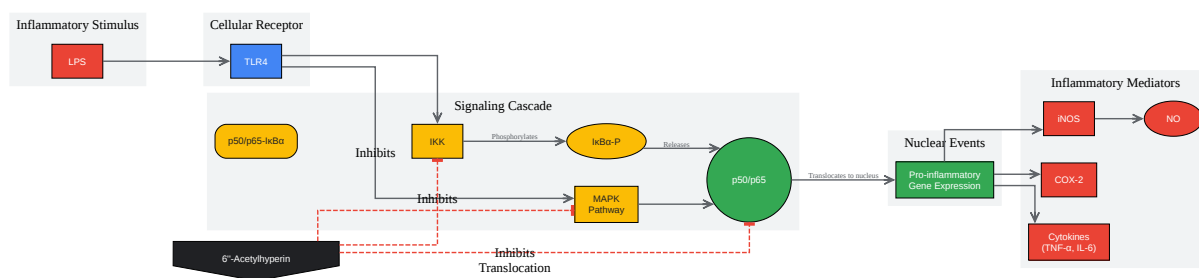 Inflammatory Stimulus
LPS
Cellular Receptor
TLR4
Signaling Cascade
p50/p65-IκBα
IKK
Phosphorylates
IκBα-P
Releases
p50/p65
MAPK
Pathway
Inhibits
Inhibits
Inhibits
Translocation
6"-Acetylhyperin
Translocates to nucleus
Nuclear Events
Pro-inflammatory
Gene Expression
Inflammatory Mediators
iNOS
NO
COX-2
Cytokines
(TNF-α, IL-6)